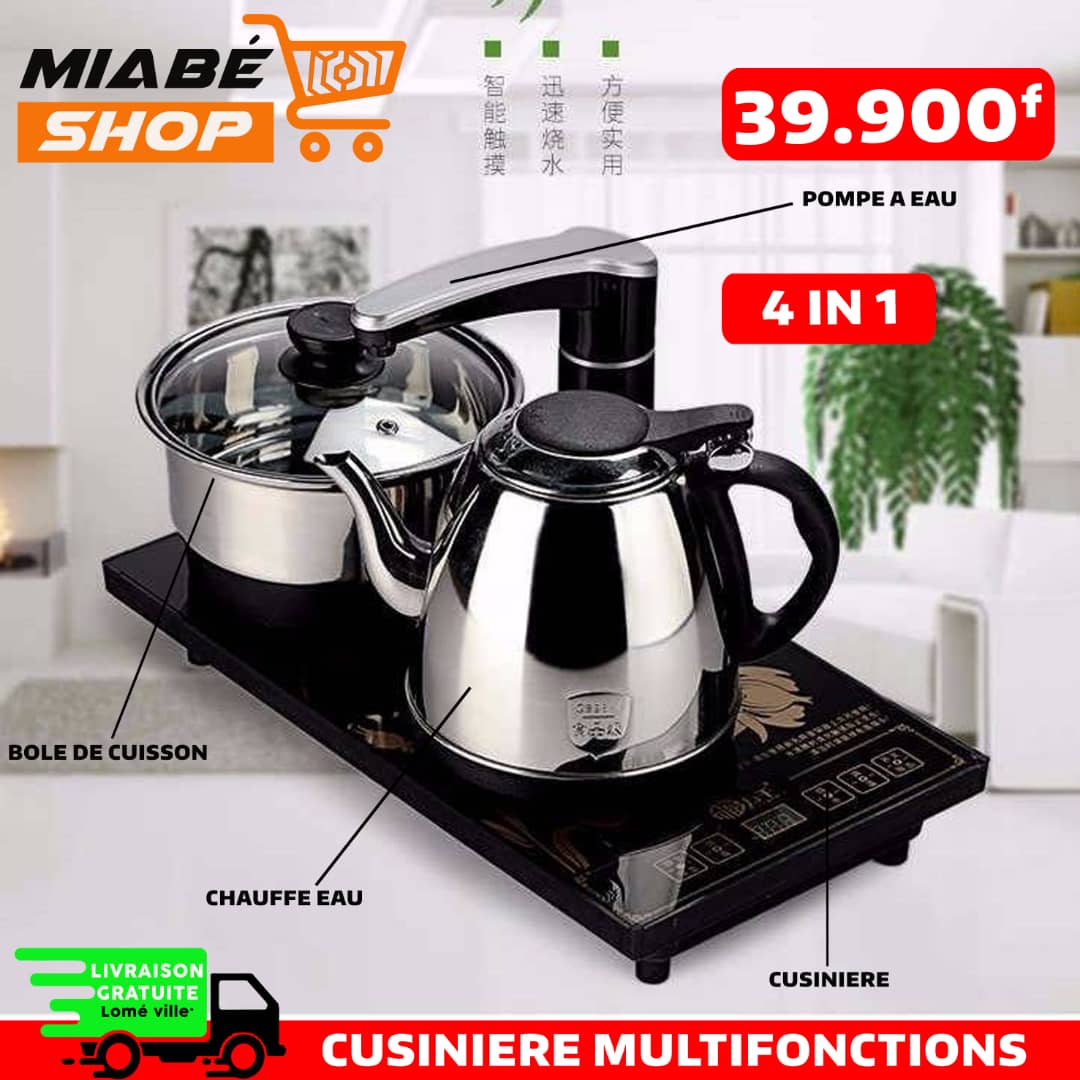 MIABÉ
SHOP
智能触摸
迅速烧水
方便实用
39.900f
POMPE A EAU
4 IN 1
BOLE DE CUISSON
CHAUFFE EAU
CUSINIERE
LIVRAISON
GRATUITE
Lomé ville*
CUSINIERE MULTIFONCTIONS